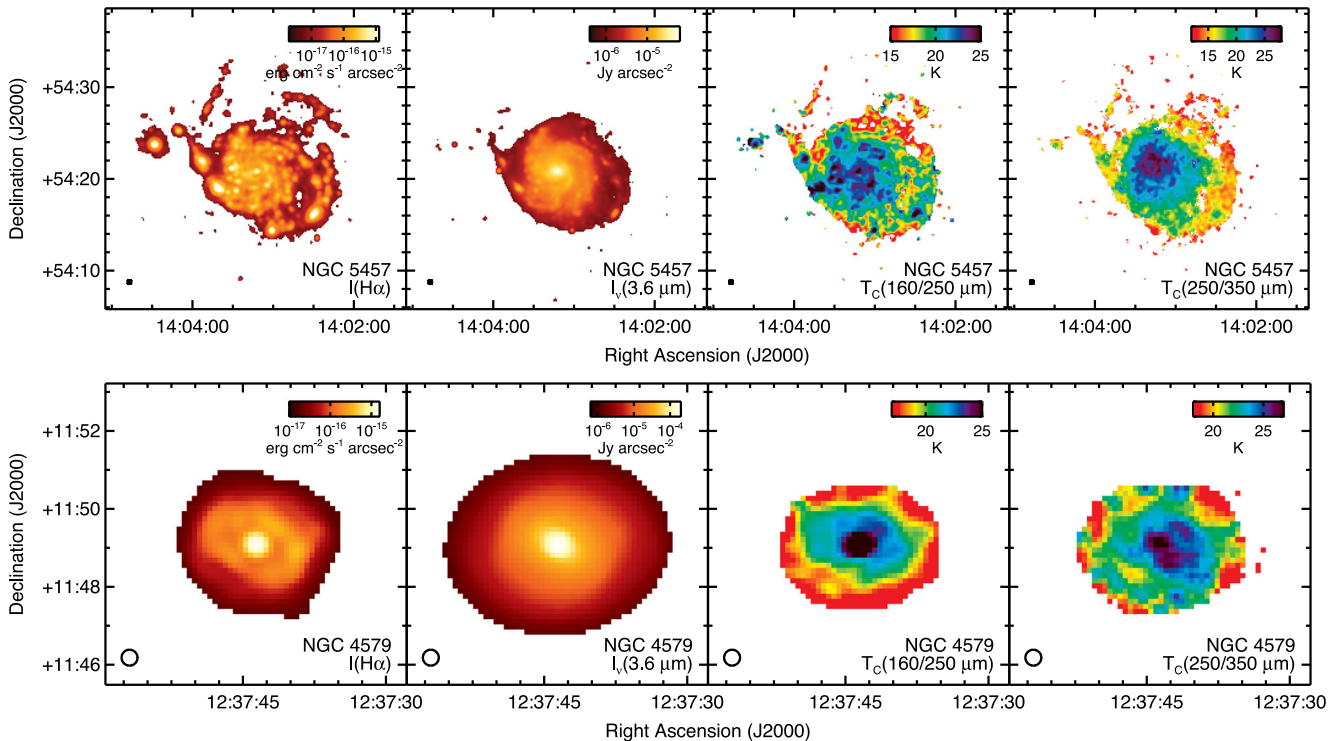 10⁻¹⁷ 10⁻¹⁶ 10⁻¹⁵
erg cm⁻² s⁻¹ arcsec⁻²
10⁻⁶ 10⁻⁵
Jy arcsec⁻²
15 20 25
K
15 20 25
K
Declination (J2000)
+54:30
+54:20
+54:10
NGC 5457
I(Hα)
NGC 5457
Iᵥ(3.6 μm)
NGC 5457
T_C(160/250 μm)
NGC 5457
T_C(250/350 μm)
14:04:00 14:02:00 14:04:00 14:02:00 14:04:00 14:02:00 14:04:00 14:02:00
Right Ascension (J2000)
10⁻¹⁷ 10⁻¹⁶ 10⁻¹⁵
erg cm⁻² s⁻¹ arcsec⁻²
10⁻⁶ 10⁻⁵ 10⁻⁴
Jy arcsec⁻²
20 25
K
20 25
K
Declination (J2000)
+11:52
+11:50
+11:48
+11:46
NGC 4579
I(Hα)
NGC 4579
Iᵥ(3.6 μm)
NGC 4579
T_C(160/250 μm)
NGC 4579
T_C(250/350 μm)
12:37:45 12:37:30 12:37:45 12:37:30 12:37:45 12:37:30 12:37:45 12:37:30
Right Ascension (J2000)